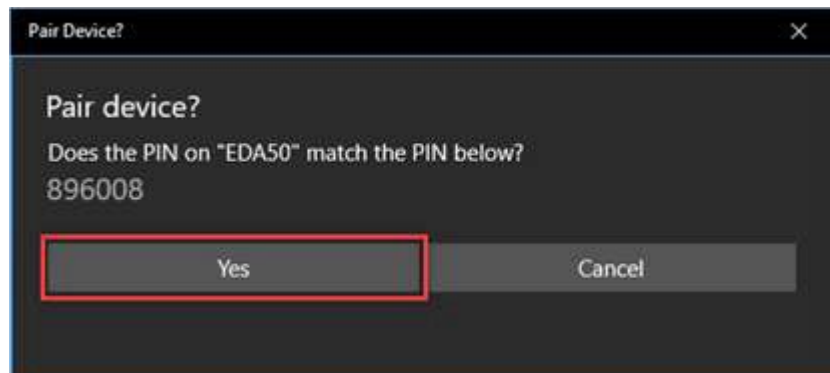 Pair Device?
Pair device?
Does the PIN on "EDA50" match the PIN below?
896008
Yes
Cancel